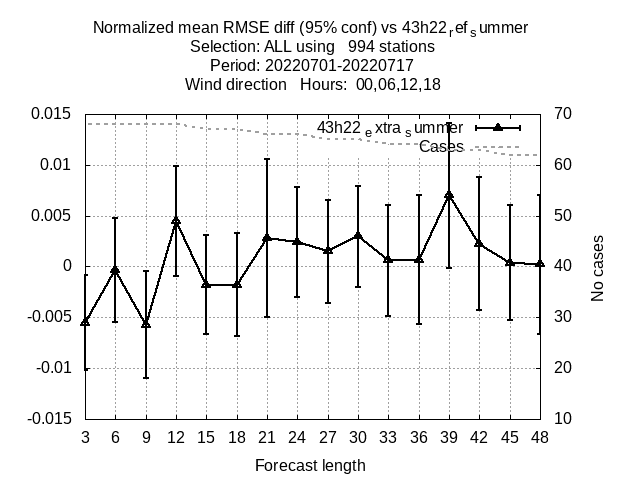 Normalized mean RMSE diff (95% conf) vs 43h22refsummer
Selection: ALL using 994 stations
Period: 20220701-20220717
Wind direction Hours: 00,06,12,18
43h22extrasummer
Cases
0.015
0.01
0.005
0
-0.005
-0.01
-0.015
70
60
50
40
30
20
10
No cases
3 6 9 12 15 18 21 24 27 30 33 36 39 42 45 48
Forecast length